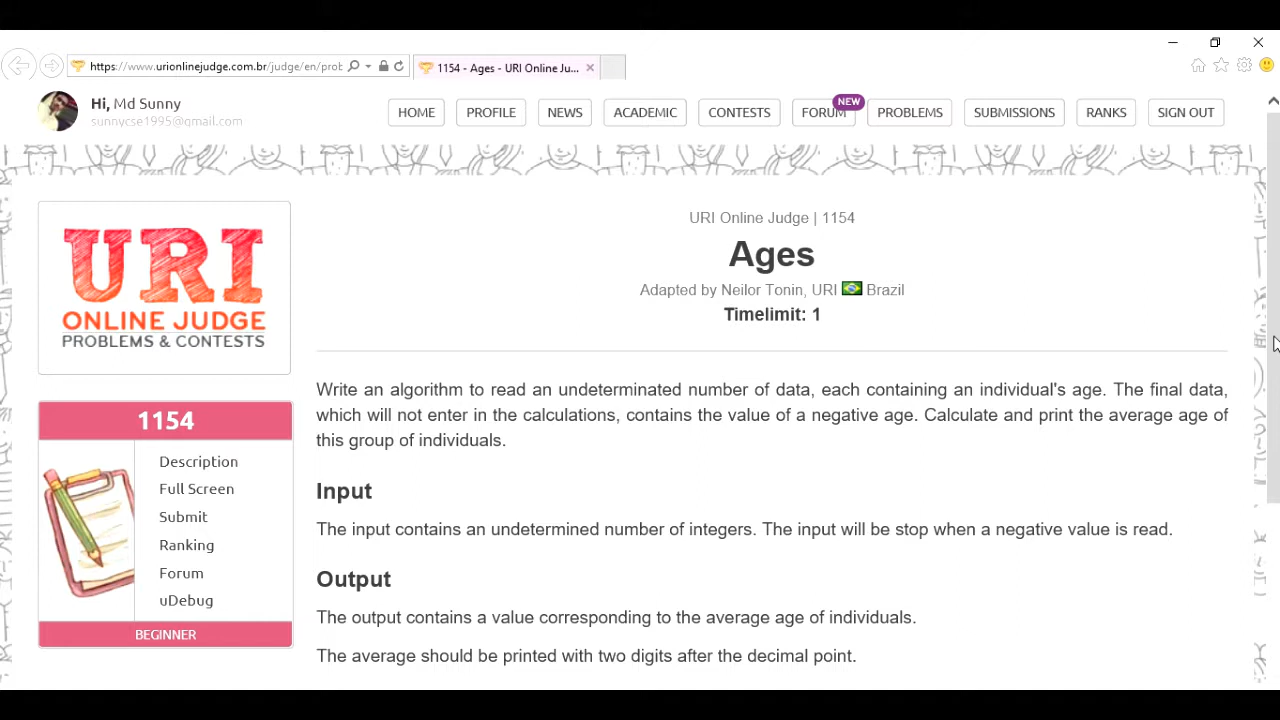 https://www.urionlinejudge.com.br/judge/en/prob
1154 - Ages - URI Online Ju...
Hi, Md Sunny
sunnycse1995@gmail.com
HOME
PROFILE
NEWS
ACADEMIC
CONTESTS
FORUM
NEW
PROBLEMS
SUBMISSIONS
RANKS
SIGN OUT
URI
ONLINE JUDGE
PROBLEMS & CONTESTS
1154
Description
Full Screen
Submit
Ranking
Forum
uDebug
BEGINNER
URI Online Judge | 1154
Ages
Adapted by Neilor Tonin, URI Brazil
Timelimit: 1
Write an algorithm to read an undeterminated number of data, each containing an individual's age. The final data,
which will not enter in the calculations, contains the value of a negative age. Calculate and print the average age of
this group of individuals.
Input
The input contains an undetermined number of integers. The input will be stop when a negative value is read.
Output
The output contains a value corresponding to the average age of individuals.
The average should be printed with two digits after the decimal point.